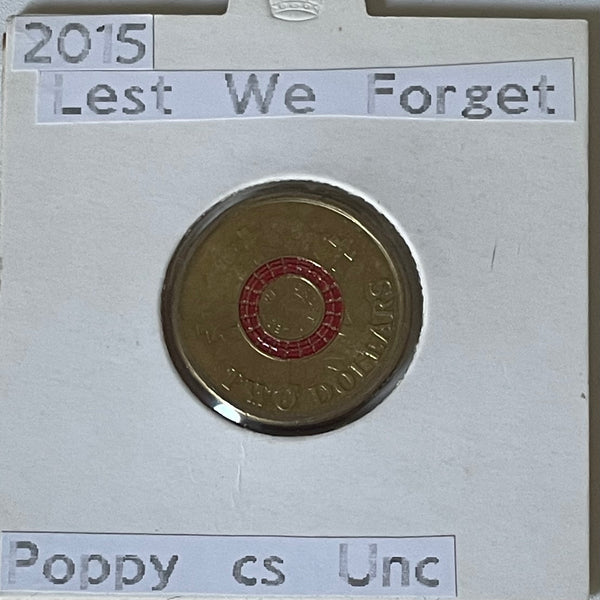 2015
Lest We Forget
TWO DOLLARS
Poppy cs Unc